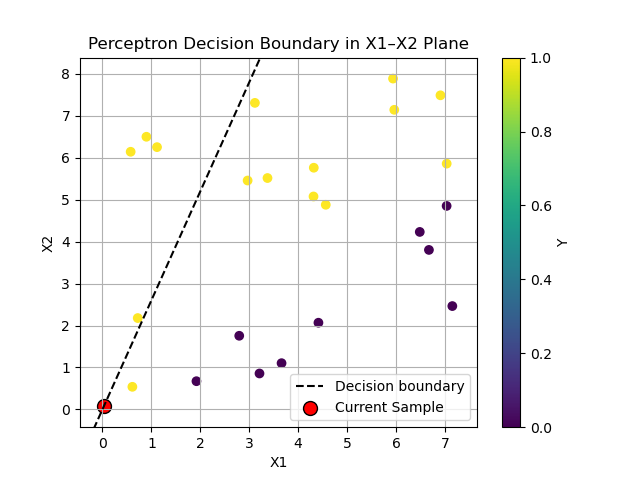 Perceptron Decision Boundary in X1–X2 Plane
8
7
6
5
4
3
2
1
0
X2
0 1 2 3 4 5 6 7
X1
Decision boundary
Current Sample
1.0
0.8
0.6
0.4
0.2
0.0
Y